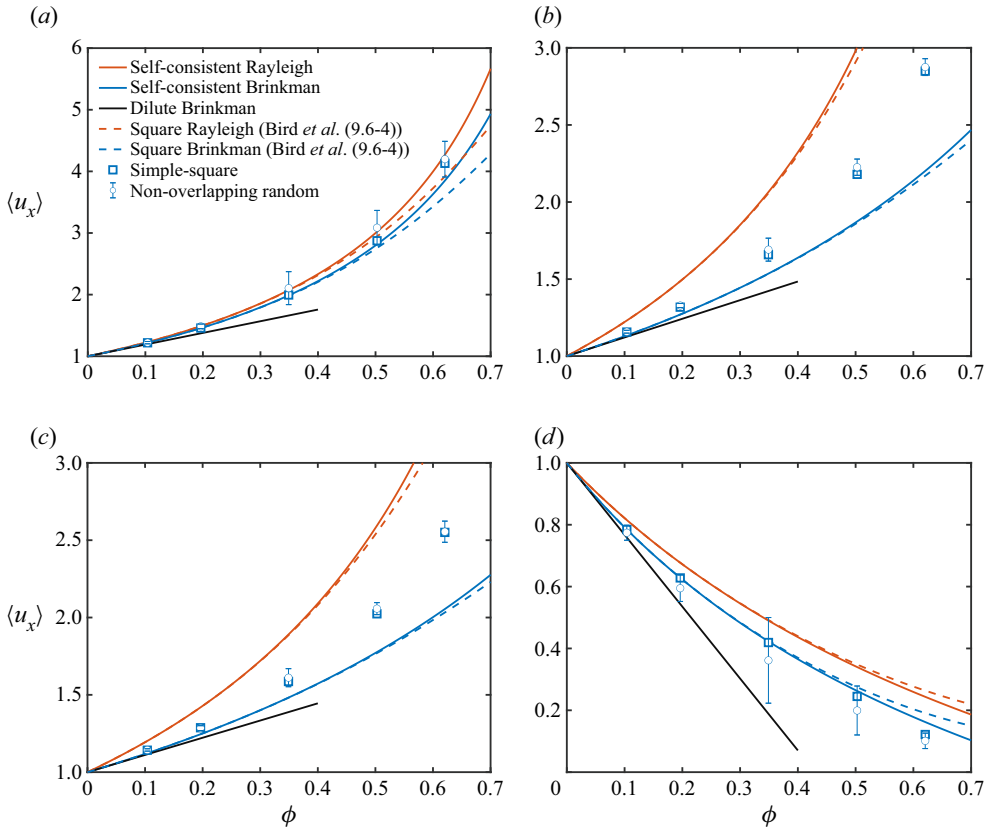 (a)
6
5
4
3
2
1
⟨u_x⟩
Self-consistent Rayleigh
Self-consistent Brinkman
Dilute Brinkman
Square Rayleigh (Bird et al. (9.6-4))
Square Brinkman (Bird et al. (9.6-4))
Simple-square
Non-overlapping random
0 0.1 0.2 0.3 0.4 0.5 0.6 0.7
(b)
3.0
2.5
2.0
1.5
1.0
0 0.1 0.2 0.3 0.4 0.5 0.6 0.7
(c)
3.0
2.5
2.0
1.5
1.0
⟨u_x⟩
0 0.1 0.2 0.3 0.4 0.5 0.6 0.7
ϕ
(d)
1.0
0.8
0.6
0.4
0.2
0 0.1 0.2 0.3 0.4 0.5 0.6 0.7
ϕ